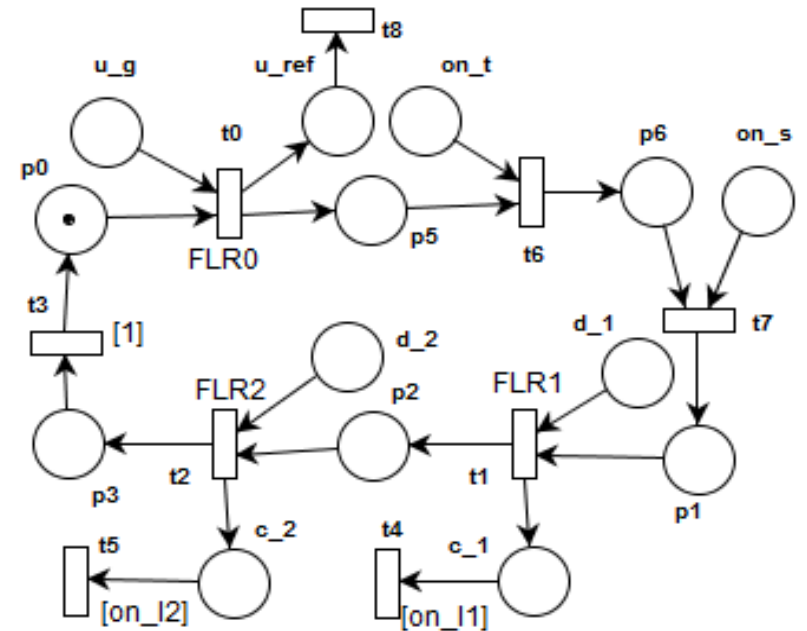 t8
u_g
u_ref
on_t
t0
p6
on_s
p0
p5
FLR0
t6
t3
[1]
t7
d_1
d_2
FLR2
p2
FLR1
t2
t1
p3
p1
t5
c_2
t4
c_1
[on_l2]
[on_l1]